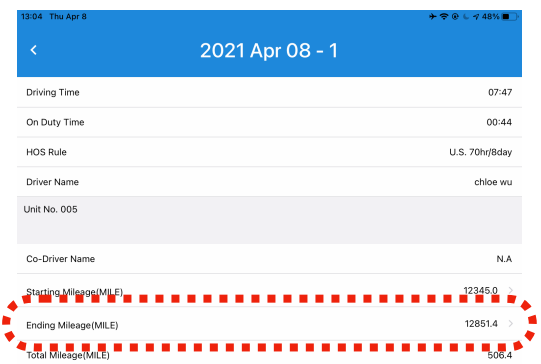 13:04 Thu Apr 8 48%
2021 Apr 08 - 1
Driving Time 07:47
On Duty Time 00:44
HOS Rule U.S. 70hr/8day
Driver Name chloe wu
Unit No. 005
Co-Driver Name N.A
Starting Mileage(MILE) 12345.0
Ending Mileage(MILE) 12851.4
Total Mileage(MILE) 506.4